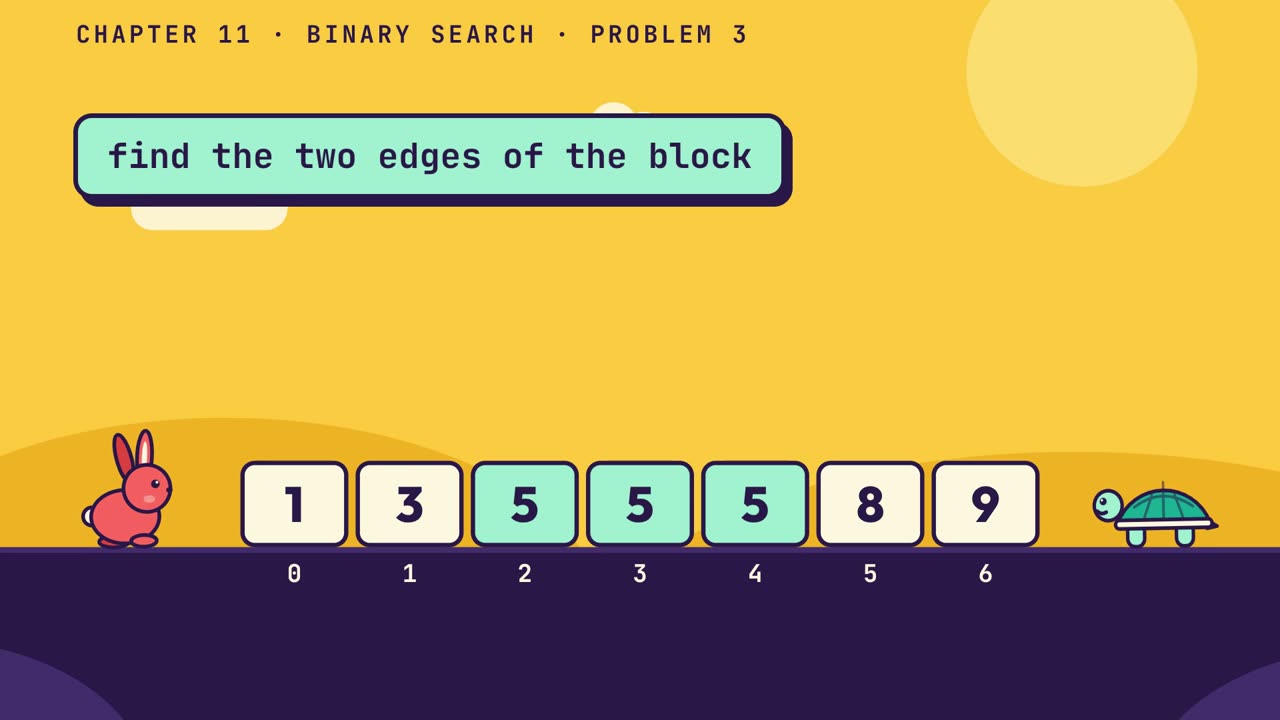 CHAPTER 11 · BINARY SEARCH · PROBLEM 3
find the two edges of the block
1 3 5 5 5 8 9
0 1 2 3 4 5 6